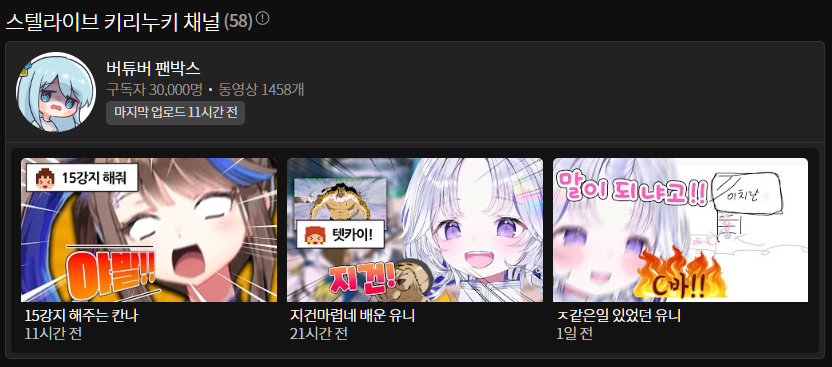 스텔라이브 키리누키 채널 (58)
버튜버 팬박스
구독자 30,000명 • 동영상 1458개
마지막 업로드 11시간 전
15강지 해줘
야발!!
텟카이!
지건!
말이 되냐고!!
이치란
C바!!
15강지 해주는 칸나
11시간 전
지건마렵네 배운 유니
21시간 전
ㅈ같은일 있었던 유니
1일 전